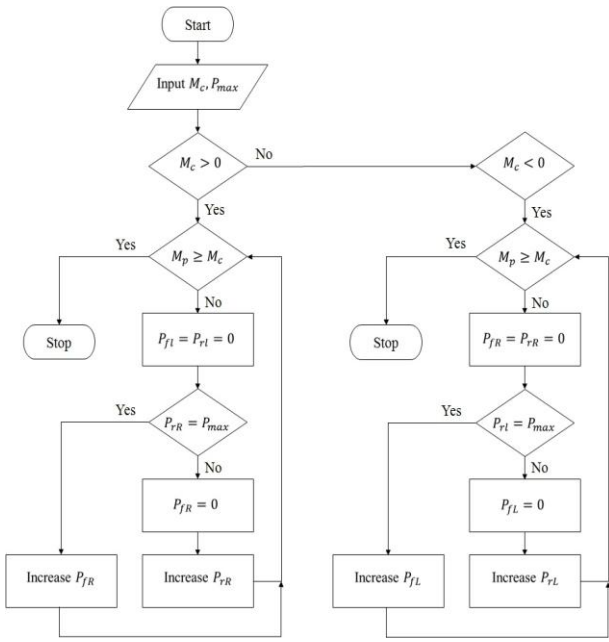 Start
Input M_c, P_max
M_c > 0
No
M_c < 0
Yes
Yes
Yes
M_p ≥ M_c
Yes
M_p ≥ M_c
No
No
Stop
P_fl = P_rl = 0
Stop
P_fR = P_rR = 0
Yes
P_rR = P_max
Yes
P_rl = P_max
No
No
P_fR = 0
P_fL = 0
Increase P_fR
Increase P_rR
Increase P_fL
Increase P_rL